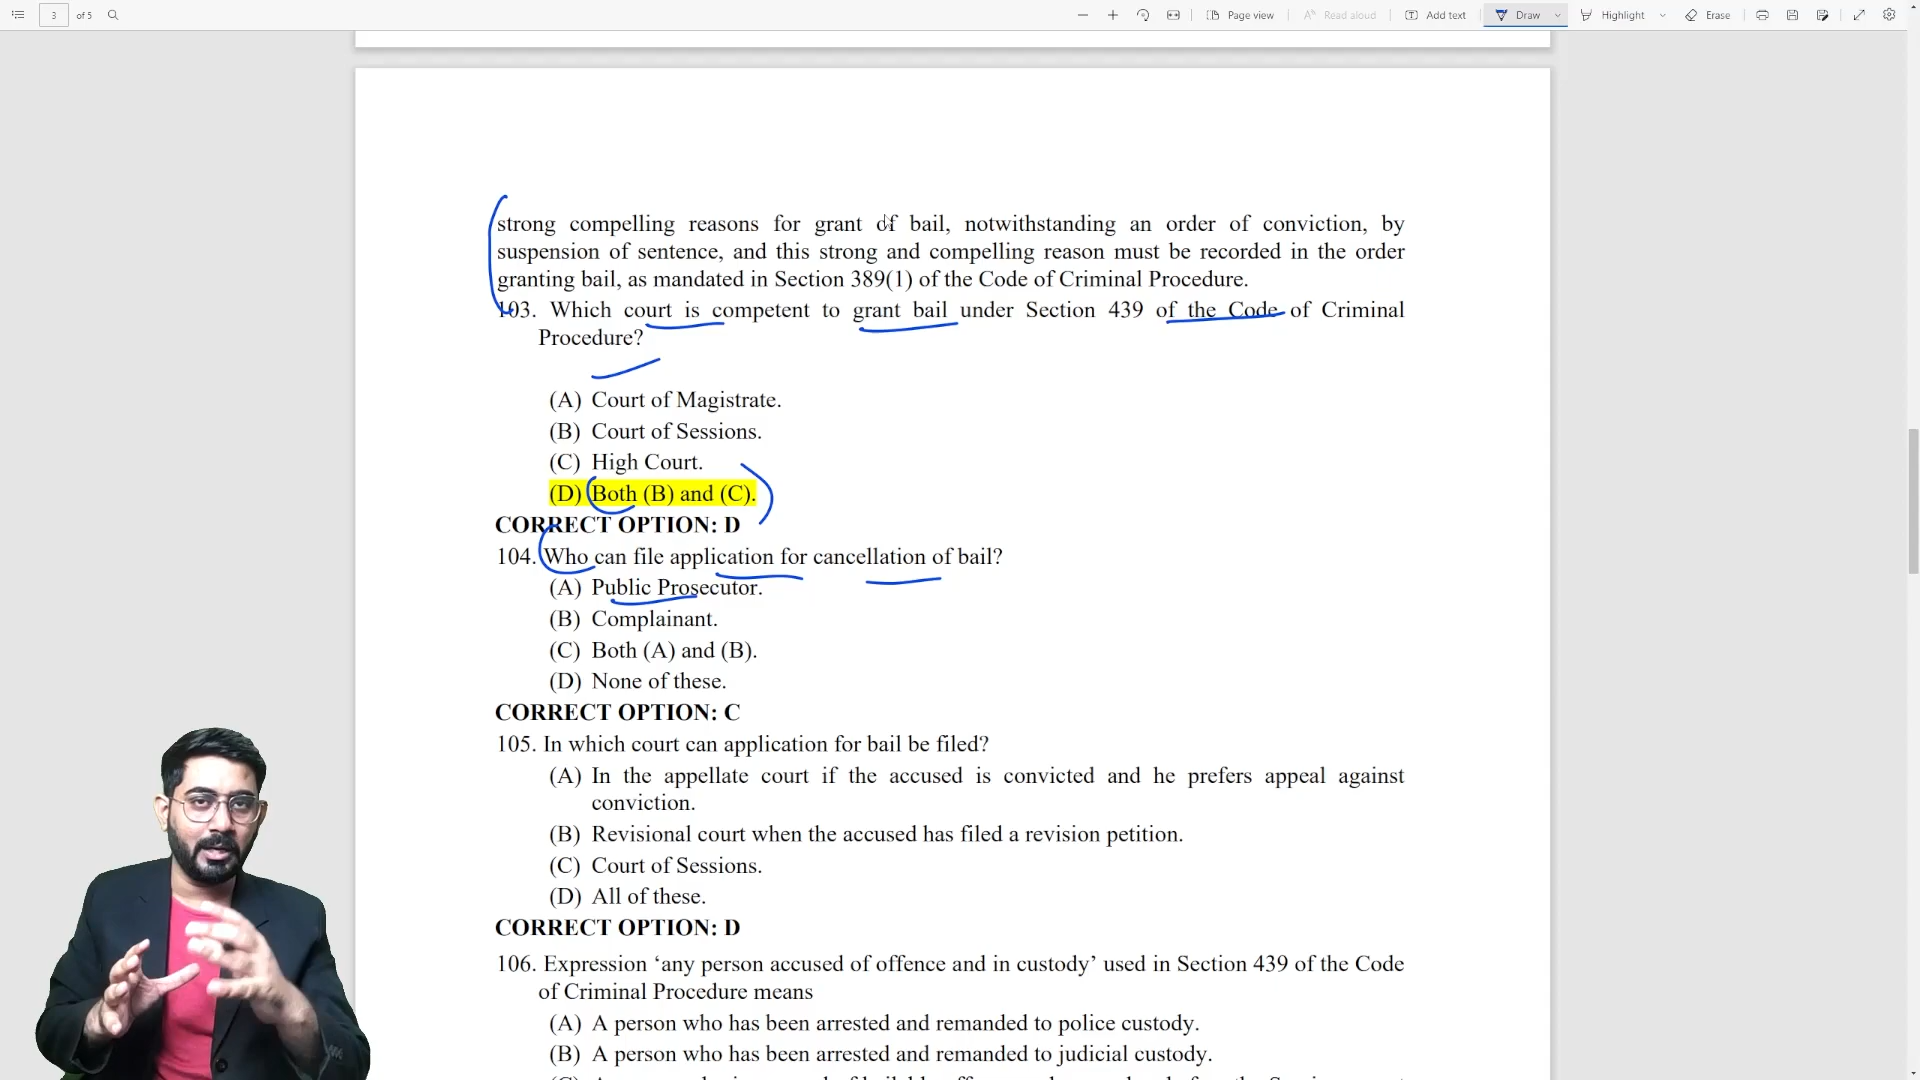 3 of 5 Page view Read aloud Add text Draw Highlight Erase
strong compelling reasons for grant of bail, notwithstanding an order of conviction, by
suspension of sentence, and this strong and compelling reason must be recorded in the order
granting bail, as mandated in Section 389(1) of the Code of Criminal Procedure.
103. Which court is competent to grant bail under Section 439 of the Code of Criminal
Procedure?
(A) Court of Magistrate.
(B) Court of Sessions.
(C) High Court.
(D) Both (B) and (C).
CORRECT OPTION: D
104. Who can file application for cancellation of bail?
(A) Public Prosecutor.
(B) Complainant.
(C) Both (A) and (B).
(D) None of these.
CORRECT OPTION: C
105. In which court can application for bail be filed?
(A) In the appellate court if the accused is convicted and he prefers appeal against
conviction.
(B) Revisional court when the accused has filed a revision petition.
(C) Court of Sessions.
(D) All of these.
CORRECT OPTION: D
106. Expression ‘any person accused of offence and in custody’ used in Section 439 of the Code
of Criminal Procedure means
(A) A person who has been arrested and remanded to police custody.
(B) A person who has been arrested and remanded to judicial custody.